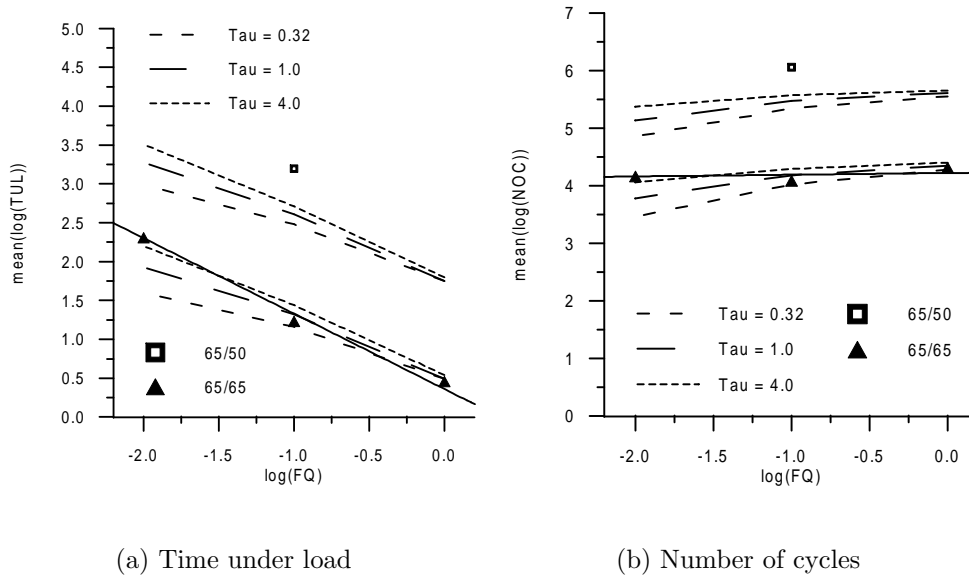 5.0
4.5
4.0
3.5
3.0
2.5
2.0
1.5
1.0
0.5
0.0
mean(log(TUL))
Tau = 0.32
Tau = 1.0
Tau = 4.0
65/50
65/65
-2.0 -1.5 -1.0 -0.5 0.0
log(FQ)
(a) Time under load
7
6
5
4
3
2
1
0
mean(log(NOC))
Tau = 0.32
Tau = 1.0
Tau = 4.0
65/50
65/65
-2.0 -1.5 -1.0 -0.5 0.0
log(FQ)
(b) Number of cycles